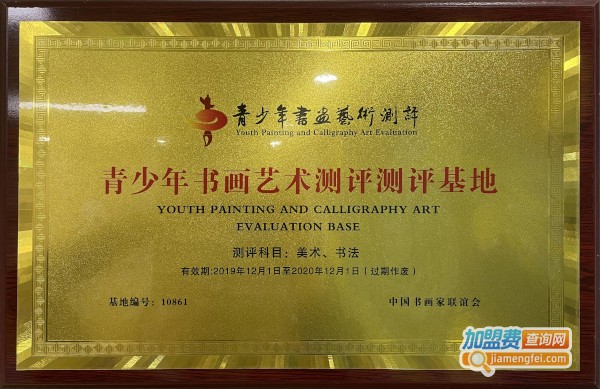 青少年書画藝術測評
Youth Painting and Calligraphy Art Evaluation
青少年书画艺术测评测评基地
YOUTH PAINTING AND CALLIGRAPHY ART
EVALUATION BASE
测评科目：美术、书法
有效期:2019年12月1日至2020年12月1日（过期作废）
基地编号：10861
中国书画家联谊会
加盟费查询网
jiamengfei.com